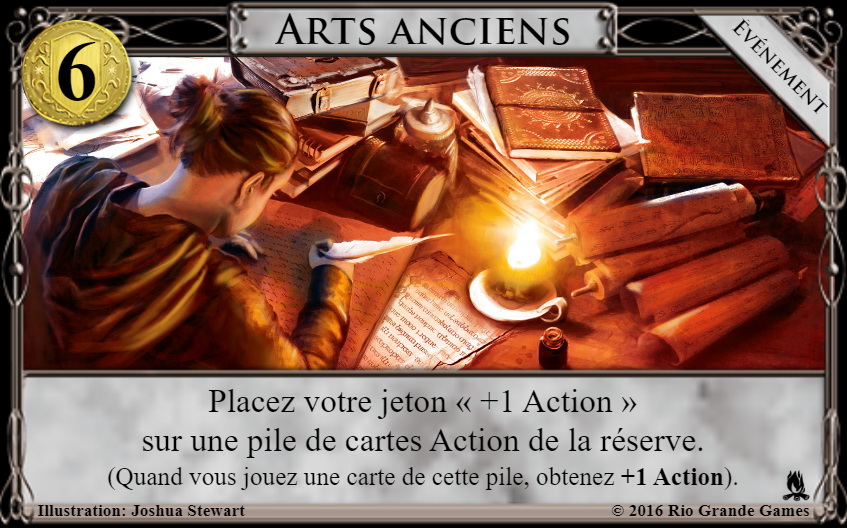 6
ARTS ANCIENS
ÉVÉNEMENT
Placez votre jeton « +1 Action »
sur une pile de cartes Action de la réserve.
(Quand vous jouez une carte de cette pile, obtenez +1 Action).
Illustration: Joshua Stewart
© 2016 Rio Grande Games